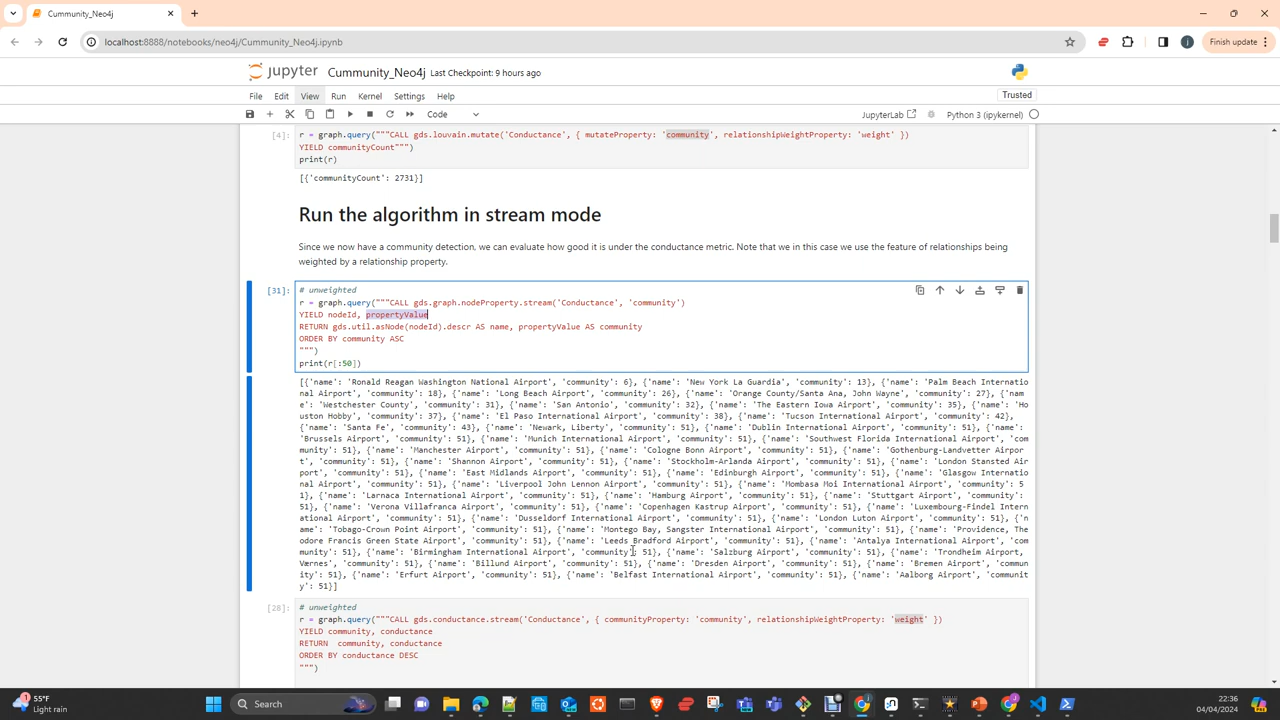 Cummunity_Neo4j
localhost:8888/notebooks/neo4j/Cummunity_Neo4j.ipynb
j
Finish update
jupyter Cummunity_Neo4j Last Checkpoint: 9 hours ago
File Edit View Run Kernel Settings Help
Trusted
Code
JupyterLab
Python 3 (ipykernel)
[4]: r = graph.query("""CALL gds.louvain.mutate('Conductance', { mutateProperty: 'community', relationshipWeightProperty: 'weight' })
YIELD communityCount""")
print(r)
[{'communityCount': 2731}]
Run the algorithm in stream mode
Since we now have a community detection, we can evaluate how good it is under the conductance metric. Note that we in this case we use the feature of relationships being
weighted by a relationship property.
[31]: # unweighted
r = graph.query("""CALL gds.graph.nodeProperty.stream('Conductance', 'community')
YIELD nodeId, propertyValue
RETURN gds.util.asNode(nodeId).descr AS name, propertyValue AS community
ORDER BY community ASC
""")
print(r[:50])
[{'name': 'Ronald Reagan Washington National Airport', 'community': 6}, {'name': 'New York La Guardia', 'community': 13}, {'name': 'Palm Beach Internatio
nal Airport', 'community': 18}, {'name': 'Long Beach Airport', 'community': 26}, {'name': 'Orange County/Santa Ana, John Wayne', 'community': 27}, {'nam
e': 'Westchester County', 'community': 31}, {'name': 'San Antonio', 'community': 32}, {'name': 'The Eastern Iowa Airport', 'community': 35}, {'name': 'Ho
uston Hobby', 'community': 37}, {'name': 'El Paso International Airport', 'community': 38}, {'name': 'Tucson International Airport', 'community': 42},
{'name': 'Santa Fe', 'community': 43}, {'name': 'Newark, Liberty', 'community': 51}, {'name': 'Dublin International Airport', 'community': 51}, {'name':
'Brussels Airport', 'community': 51}, {'name': 'Munich International Airport', 'community': 51}, {'name': 'Southwest Florida International Airport', 'com
munity': 51}, {'name': 'Manchester Airport', 'community': 51}, {'name': 'Cologne Bonn Airport', 'community': 51}, {'name': 'Gothenburg-Landvetter Airpor
t', 'community': 51}, {'name': 'Shannon Airport', 'community': 51}, {'name': 'Stockholm-Arlanda Airport', 'community': 51}, {'name': 'London Stansted Air
port', 'community': 51}, {'name': 'East Midlands Airport', 'community': 51}, {'name': 'Edinburgh Airport', 'community': 51}, {'name': 'Glasgow Internatio
nal Airport', 'community': 51}, {'name': 'Liverpool John Lennon Airport', 'community': 51}, {'name': 'Mombasa Moi International Airport', 'community': 5
1}, {'name': 'Larnaca International Airport', 'community': 51}, {'name': 'Hamburg Airport', 'community': 51}, {'name': 'Stuttgart Airport', 'community':
51}, {'name': 'Verona Villafranca Airport', 'community': 51}, {'name': 'Copenhagen Kastrup Airport', 'community': 51}, {'name': 'Luxembourg-Findel Intern
ational Airport', 'community': 51}, {'name': 'Dusseldorf International Airport', 'community': 51}, {'name': 'London Luton Airport', 'community': 51}, {'name':
'Tobago-Crown Point Airport', 'community': 51}, {'name': 'Montego Bay, Sangster International Airport', 'community': 51}, {'name': 'Providence, The
odore Francis Green State Airport', 'community': 51}, {'name': 'Leeds Bradford Airport', 'community': 51}, {'name': 'Antalya International Airport', 'com
munity': 51}, {'name': 'Birmingham International Airport', 'community': 51}, {'name': 'Salzburg Airport', 'community': 51}, {'name': 'Trondheim Airport,
Værnes', 'community': 51}, {'name': 'Billund Airport', 'community': 51}, {'name': 'Dresden Airport', 'community': 51}, {'name': 'Bremen Airport', 'commun
ity': 51}, {'name': 'Erfurt Airport', 'community': 51}, {'name': 'Belfast International Airport', 'community': 51}, {'name': 'Aalborg Airport', 'communit
y': 51}]
[28]: # unweighted
r = graph.query("""CALL gds.conductance.stream('Conductance', { communityProperty: 'community', relationshipWeightProperty: 'weight' })
YIELD community, conductance
RETURN  community, conductance
ORDER BY conductance DESC
""")
55°F
Light rain
Search
22:36
04/04/2024